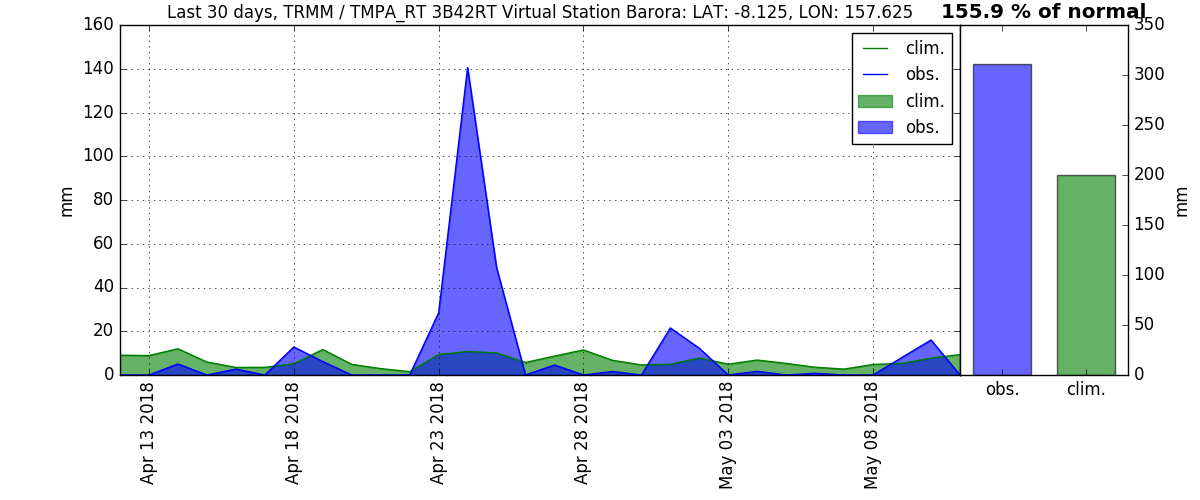 Last 30 days, TRMM / TMPA_RT 3B42RT Virtual Station Barora: LAT: -8.125, LON: 157.625
155.9 % of normal
160
140
120
100
80
60
40
20
0
mm
clim.
obs.
clim.
obs.
Apr 13 2018
Apr 18 2018
Apr 23 2018
Apr 28 2018
May 03 2018
May 08 2018
350
300
250
200
150
100
50
0
mm
obs.
clim.